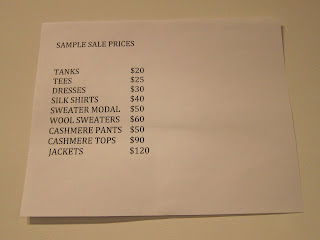 SAMPLE SALE PRICES
TANKS $20
TEES $25
DRESSES $30
SILK SHIRTS $40
SWEATER MODAL $50
WOOL SWEATERS $60
CASHMERE PANTS $50
CASHMERE TOPS $90
JACKETS $120